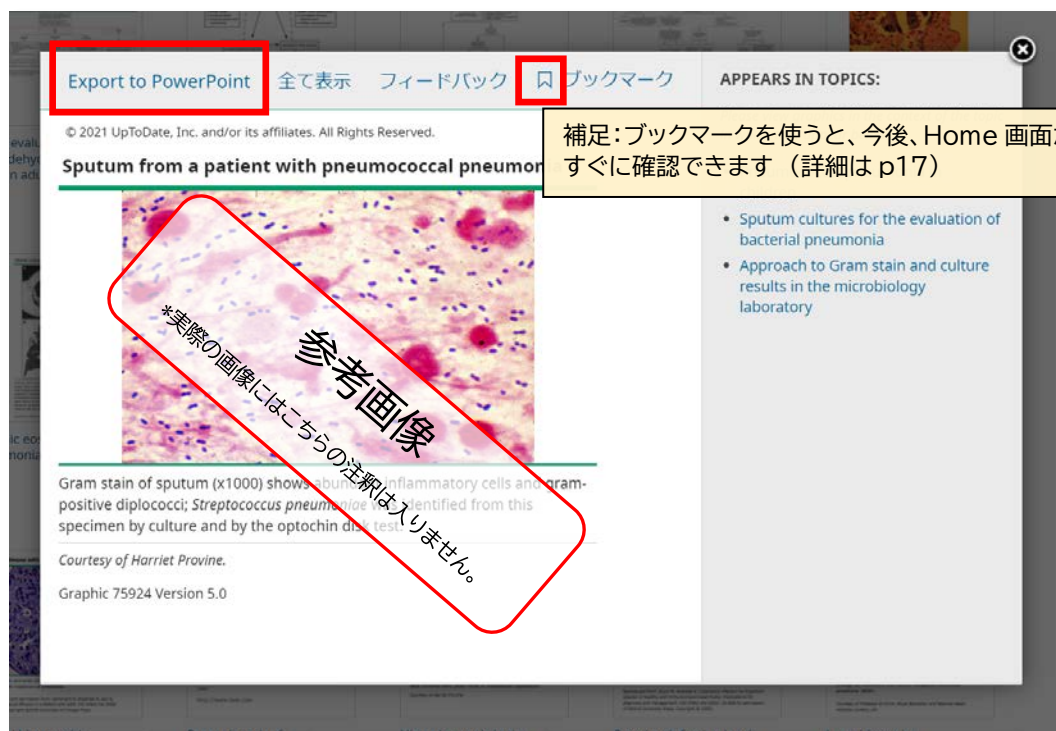 Export to PowerPoint 全て表示 フィードバック ブックマーク
APPEARS IN TOPICS:
© 2021 UpToDate, Inc. and/or its affiliates. All Rights Reserved.
補足：ブックマークを使うと、今後、Home 画面
すぐに確認できます（詳細は p17）
Sputum from a patient with pneumococcal
• Sputum cultures for the evaluation of
bacterial pneumonia
• Approach to Gram stain and culture
results in the microbiology
laboratory
参考画像
*実際の画像にはこちらの注釈は入りません。
Gram stain of sputum (x1000) shows inflammatory cells and gram-
positive diplococci; Streptococcus pneumoniae was identified from this
specimen by culture and by the optochin disk test.
Courtesy of Harriet Provine.
Graphic 75924 Version 5.0